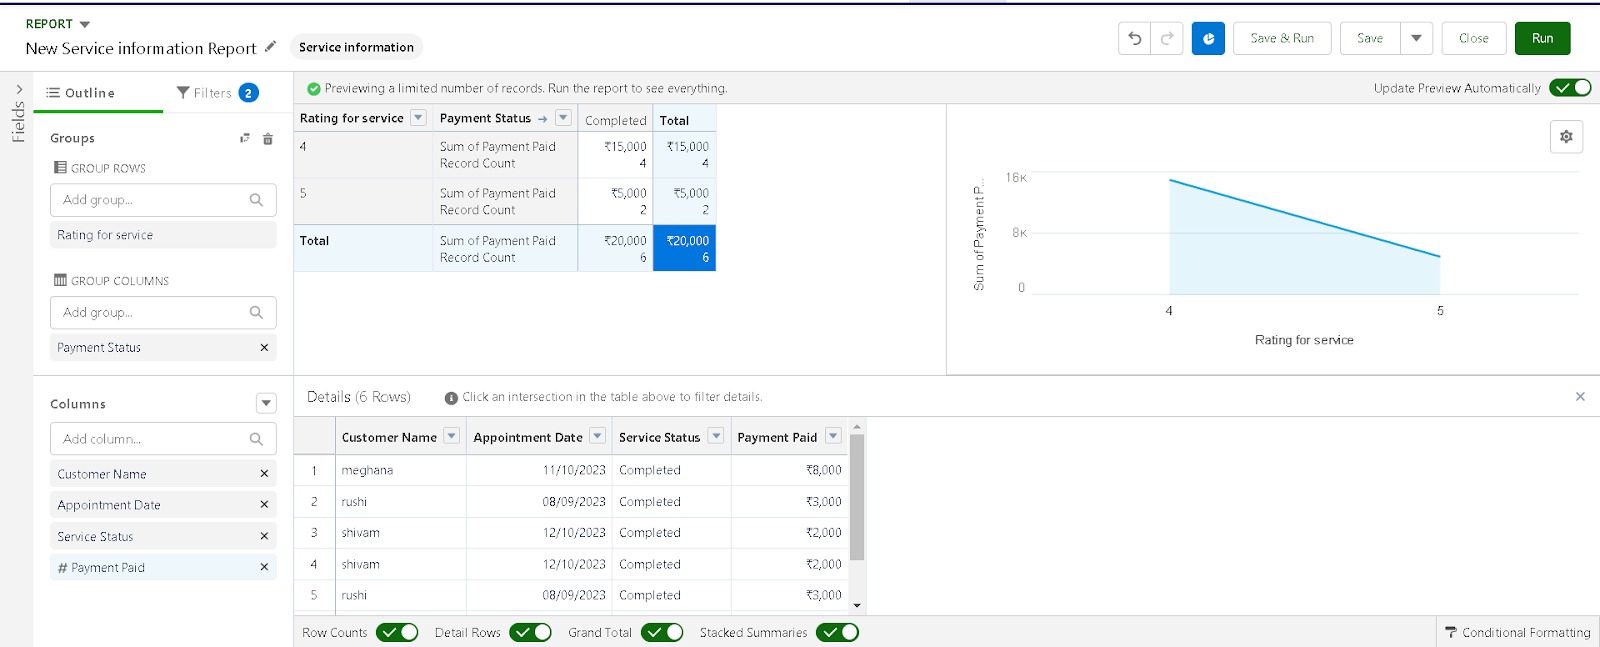 REPORT
New Service information Report
Service information
Save & Run
Save
Close
Run
Fields
Outline
Filters 2
Previewing a limited number of records. Run the report to see everything.
Update Preview Automatically
Groups
GROUP ROWS
Add group...
Rating for service
GROUP COLUMNS
Add group...
Payment Status
Columns
Add column...
Customer Name
Appointment Date
Service Status
# Payment Paid
Rating for service Payment Status → Completed Total
4 Sum of Payment Paid ₹15,000 ₹15,000
Record Count 4 4
5 Sum of Payment Paid ₹5,000 ₹5,000
Record Count 2 2
Total Sum of Payment Paid ₹20,000 ₹20,000
Record Count 6 6
Sum of Payment P...
16K
8K
0
4 5
Rating for service
Details (6 Rows)
Click an intersection in the table above to filter details.
Customer Name Appointment Date Service Status Payment Paid
1 meghana 11/10/2023 Completed ₹8,000
2 rushi 08/09/2023 Completed ₹3,000
3 shivam 12/10/2023 Completed ₹2,000
4 shivam 12/10/2023 Completed ₹2,000
5 rushi 08/09/2023 Completed ₹3,000
Row Counts Detail Rows Grand Total Stacked Summaries
Conditional Formatting